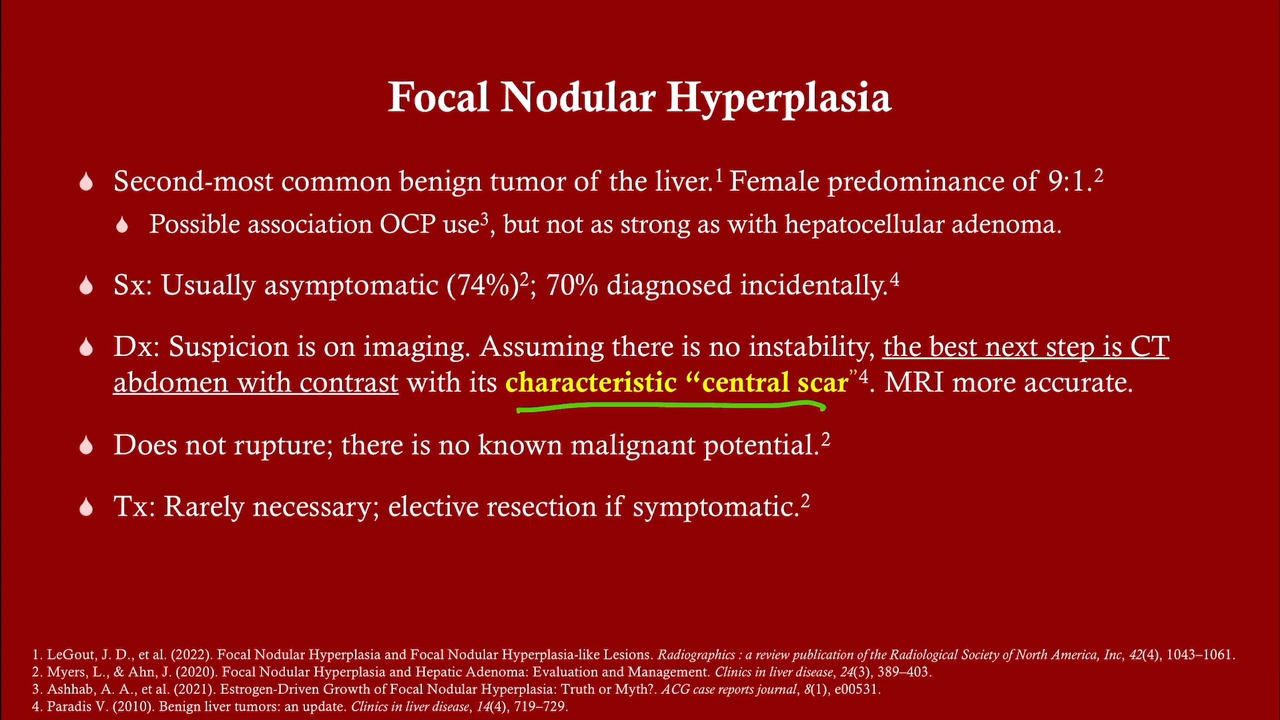 Focal Nodular Hyperplasia
Second-most common benign tumor of the liver.¹ Female predominance of 9:1.²
Possible association OCP use³, but not as strong as with hepatocellular adenoma.
Sx: Usually asymptomatic (74%)²; 70% diagnosed incidentally.⁴
Dx: Suspicion is on imaging. Assuming there is no instability, the best next step is CT
abdomen with contrast with its characteristic “central scar”⁴. MRI more accurate.
Does not rupture; there is no known malignant potential.²
Tx: Rarely necessary; elective resection if symptomatic.²
1. LeGout, J. D., et al. (2022). Focal Nodular Hyperplasia and Focal Nodular Hyperplasia-like Lesions. Radiographics : a review publication of the Radiological Society of North America, Inc, 42(4), 1043–1061.
2. Myers, L., & Ahn, J. (2020). Focal Nodular Hyperplasia and Hepatic Adenoma: Evaluation and Management. Clinics in liver disease, 24(3), 389–403.
3. Ashhab, A. A., et al. (2021). Estrogen-Driven Growth of Focal Nodular Hyperplasia: Truth or Myth?. ACG case reports journal, 8(1), e00531.
4. Paradis V. (2010). Benign liver tumors: an update. Clinics in liver disease, 14(4), 719–729.